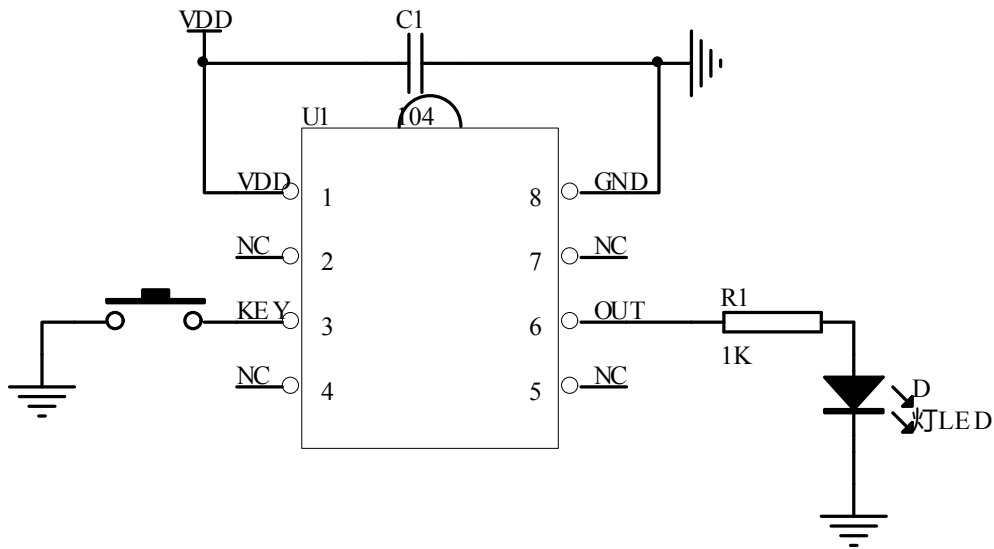 VDD
C1
U1
104
VDD
1
8
GND
NC
2
7
NC
KEY
3
6
OUT
R1
1K
NC
4
5
NC
D
灯LED